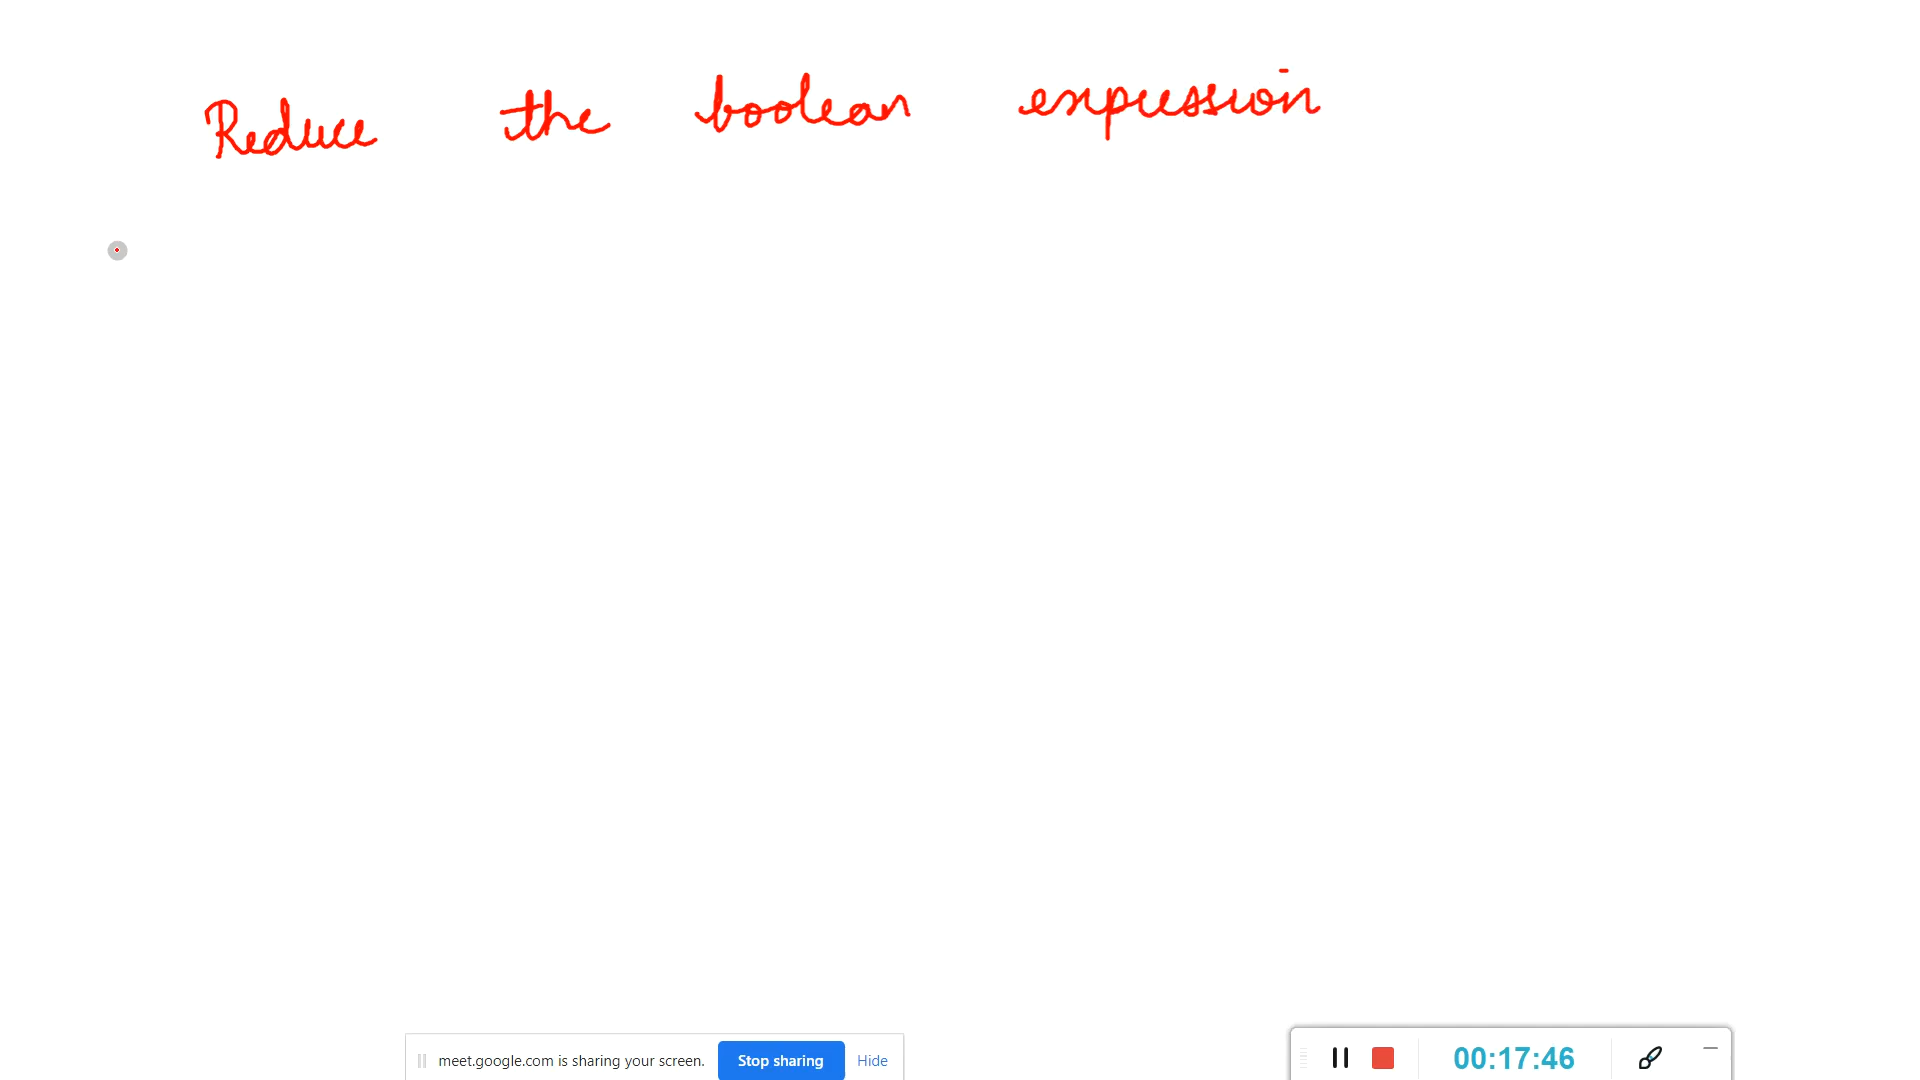 Reduce the boolean expression
meet.google.com is sharing your screen. Stop sharing Hide
00:17:46